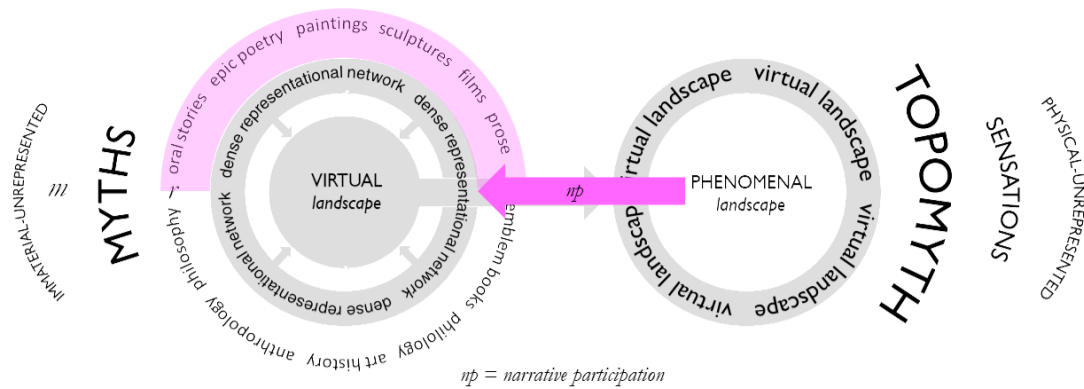 IMMATERIAL-UNREPRESENTED
m
MYTHS
r
oral stories epic poetry paintings sculptures films prose
emblem books philology art history anthropology philosophy
dense representational network dense representational network dense representational network dense representational network
VIRTUAL
landscape
np
PHENOMENAL
landscape
virtual landscape virtual landscape virtual landscape virtual landscape virtual landscape
TOPOMYTH
SENSATIONS
PHYSICAL-UNREPRESENTED
np = narrative participation